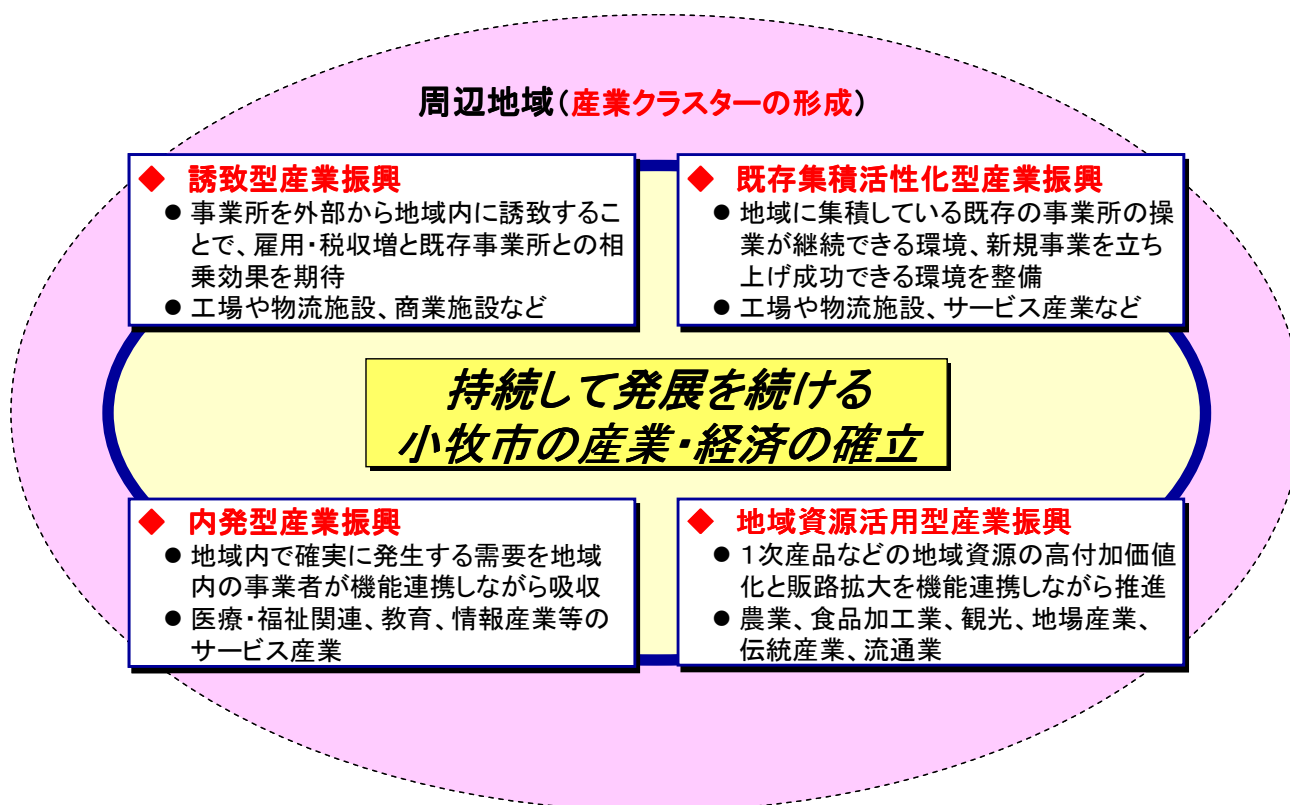 周辺地域(産業クラスターの形成)
◆ 誘致型産業振興
● 事業所を外部から地域内に誘致するこ
とで、雇用・税収増と既存事業所との相
乗効果を期待
● 工場や物流施設、商業施設など
◆ 既存集積活性化型産業振興
● 地域に集積している既存の事業所の操
業が継続できる環境、新規事業を立ち
上げ成功できる環境を整備
● 工場や物流施設、サービス産業など
持続して発展を続ける
小牧市の産業・経済の確立
◆ 内発型産業振興
● 地域内で確実に発生する需要を地域
内の事業者が機能連携しながら吸収
● 医療・福祉関連、教育、情報産業等の
サービス産業
◆ 地域資源活用型産業振興
● 1次産品などの地域資源の高付加価値
化と販路拡大を機能連携しながら推進
● 農業、食品加工業、観光、地場産業、
伝統産業、流通業